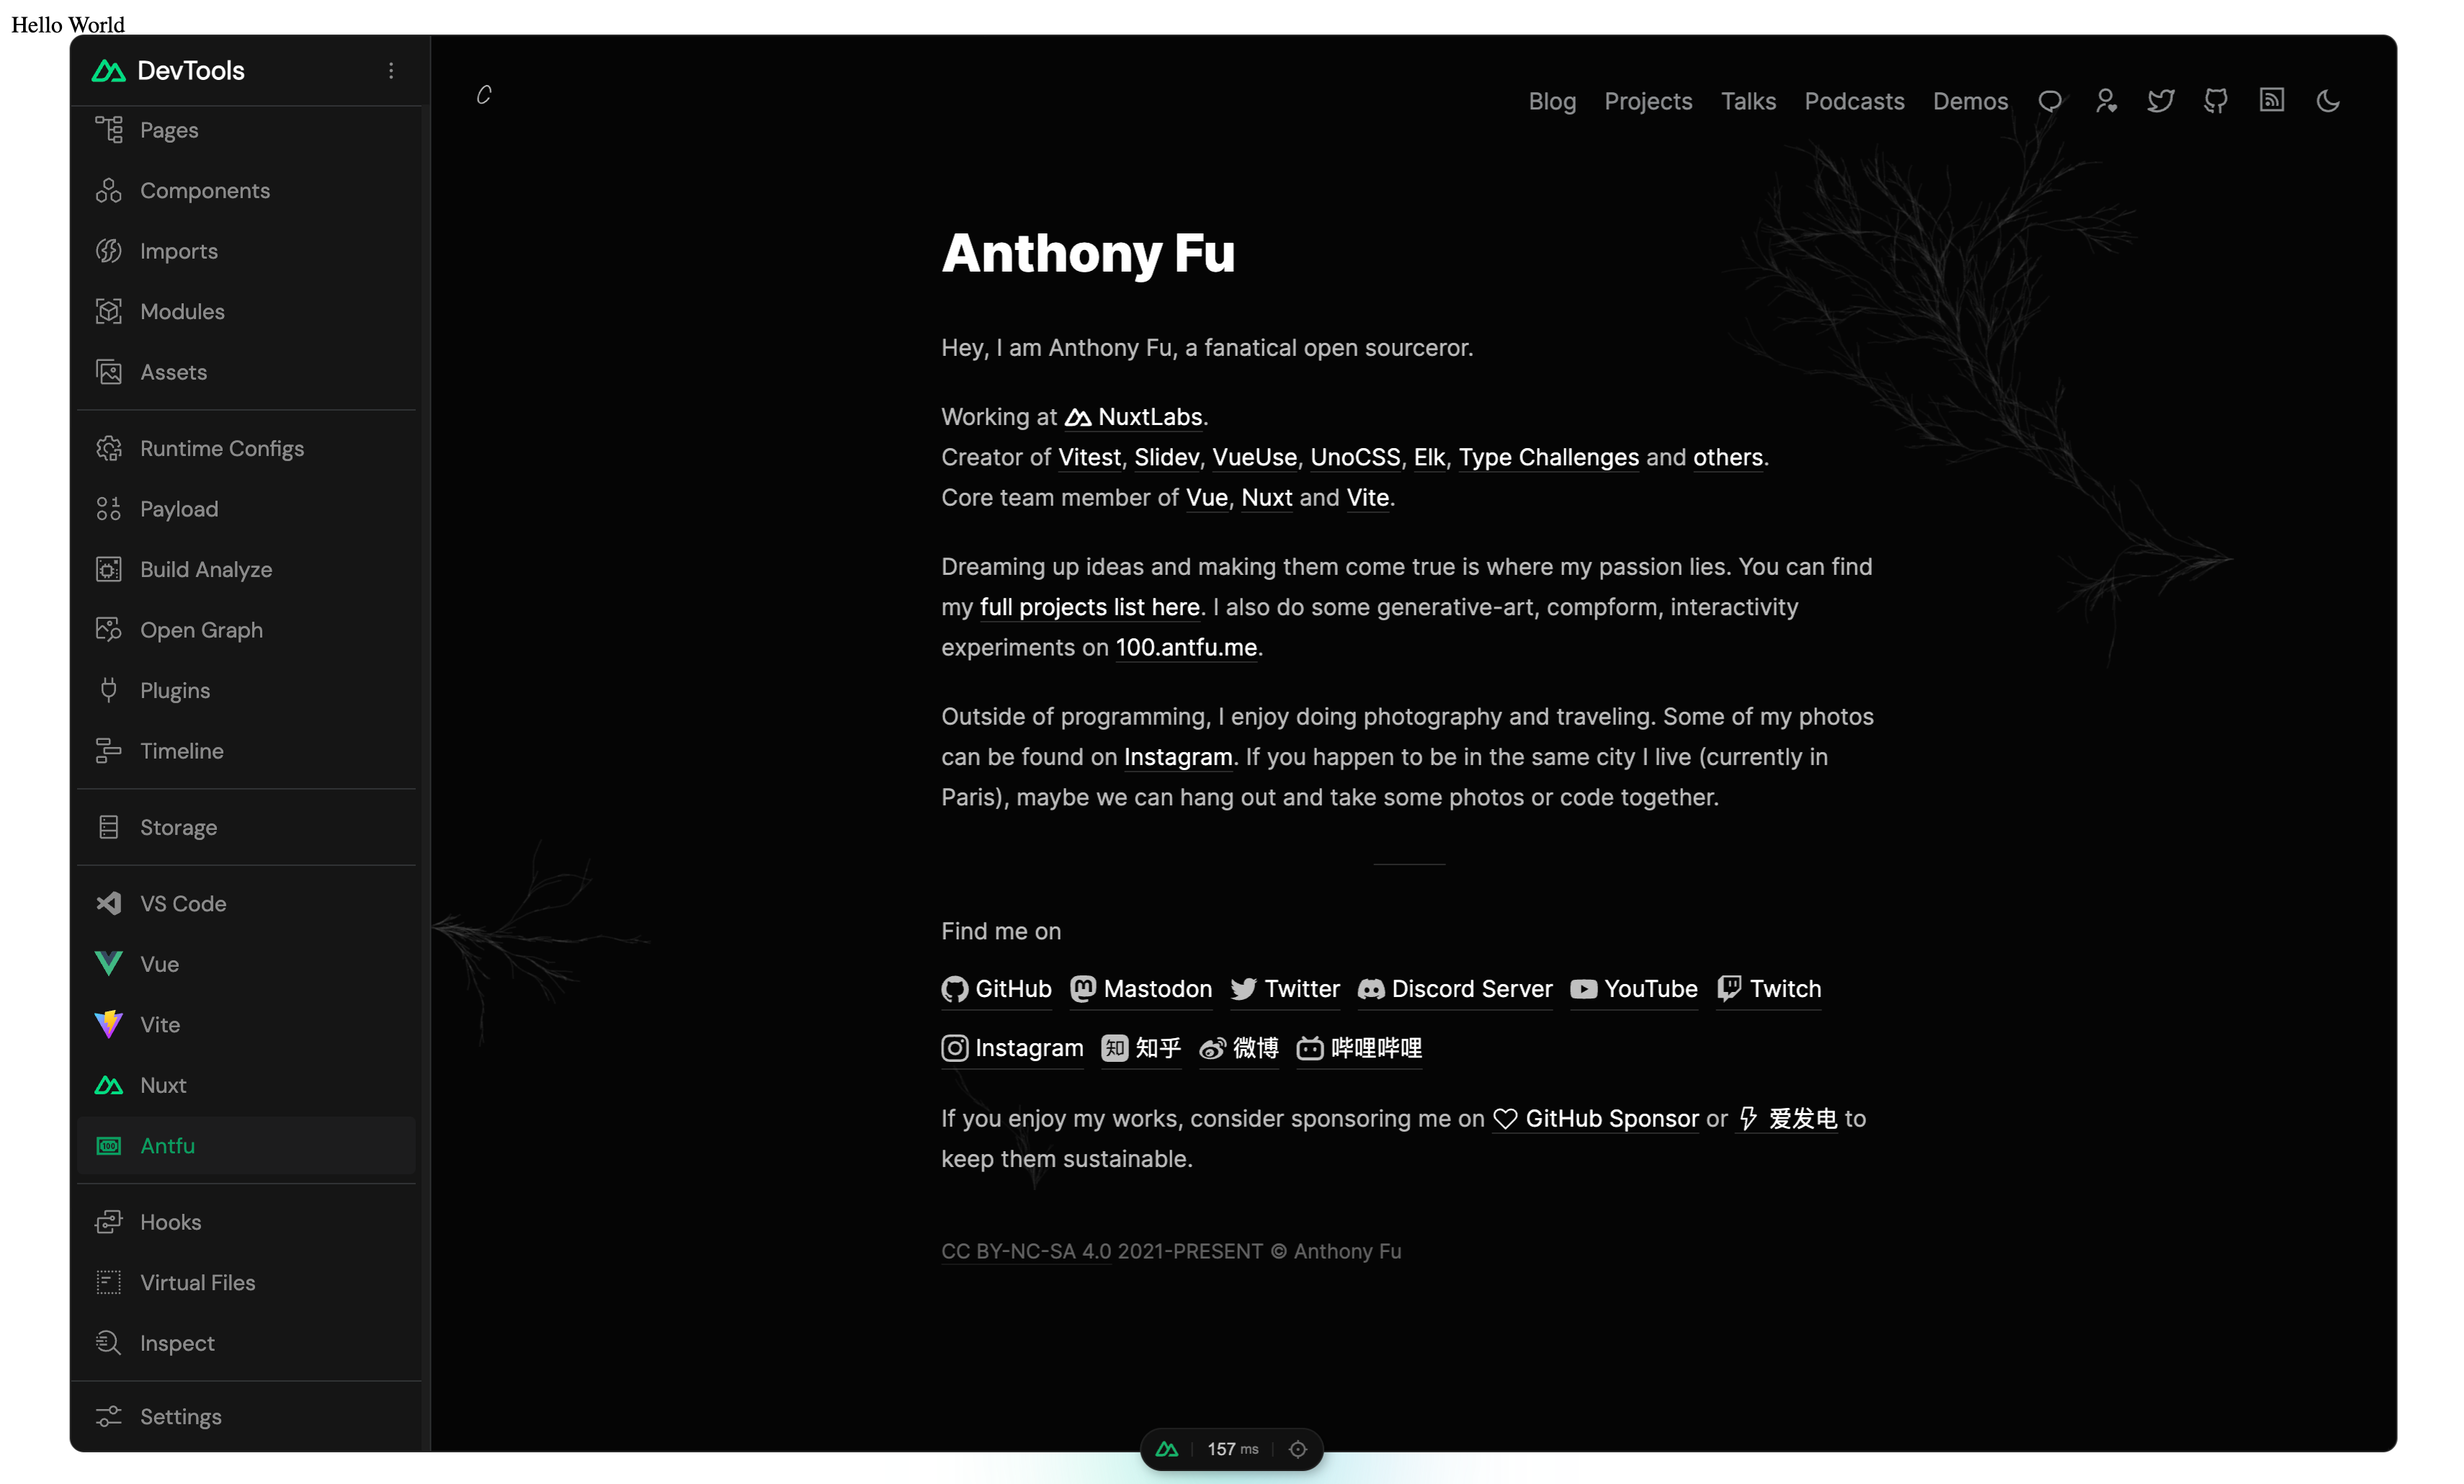 Hello World
DevTools
Pages
Components
Imports
Modules
Assets
Runtime Configs
Payload
Build Analyze
Open Graph
Plugins
Timeline
Storage
VS Code
Vue
Vite
Nuxt
Antfu
Hooks
Virtual Files
Inspect
Settings
Blog Projects Talks Podcasts Demos
Anthony Fu
Hey, I am Anthony Fu, a fanatical open sourceror.
Working at NuxtLabs.
Creator of Vitest, Slidev, VueUse, UnoCSS, Elk, Type Challenges and others.
Core team member of Vue, Nuxt and Vite.
Dreaming up ideas and making them come true is where my passion lies. You can find
my full projects list here. I also do some generative-art, compform, interactivity
experiments on 100.antfu.me.
Outside of programming, I enjoy doing photography and traveling. Some of my photos
can be found on Instagram. If you happen to be in the same city I live (currently in
Paris), maybe we can hang out and take some photos or code together.
Find me on
GitHub Mastodon Twitter Discord Server YouTube Twitch
Instagram 知 知乎 微博 哔哩哔哩
If you enjoy my works, consider sponsoring me on GitHub Sponsor or 爱发电 to
keep them sustainable.
CC BY-NC-SA 4.0 2021-PRESENT © Anthony Fu
157 ms